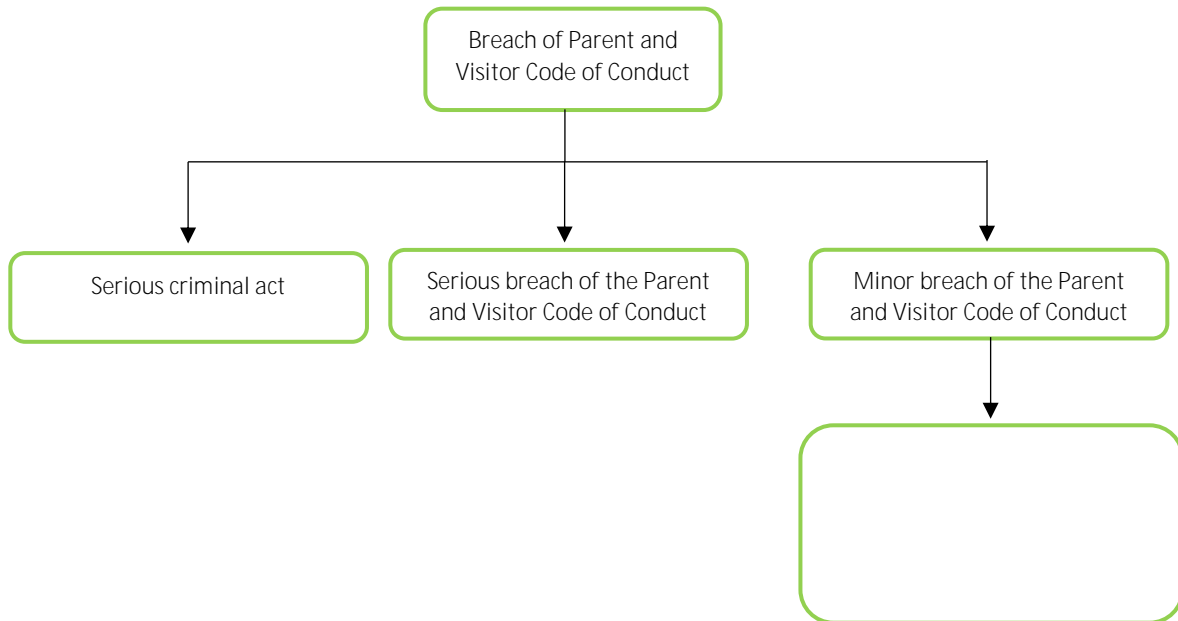 Breach of Parent and
Visitor Code of Conduct
Serious criminal act
Serious breach of the Parent
and Visitor Code of Conduct
Minor breach of the Parent
and Visitor Code of Conduct